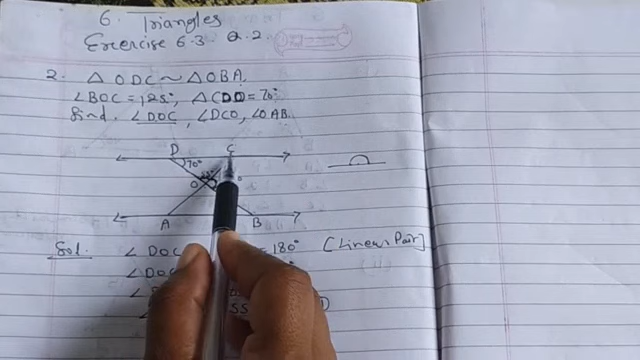 6. Triangles
Exercise 6.3 Q.2.
2. △ODC ~ △OBA,
∠BOC = 125°, △CDO = 70°
Find. ∠DOC, ∠DCO, ∠OAB.
D C
70°
O
A B
Sol. ∠DOC = 180° [Linear Pair]
∠DOC